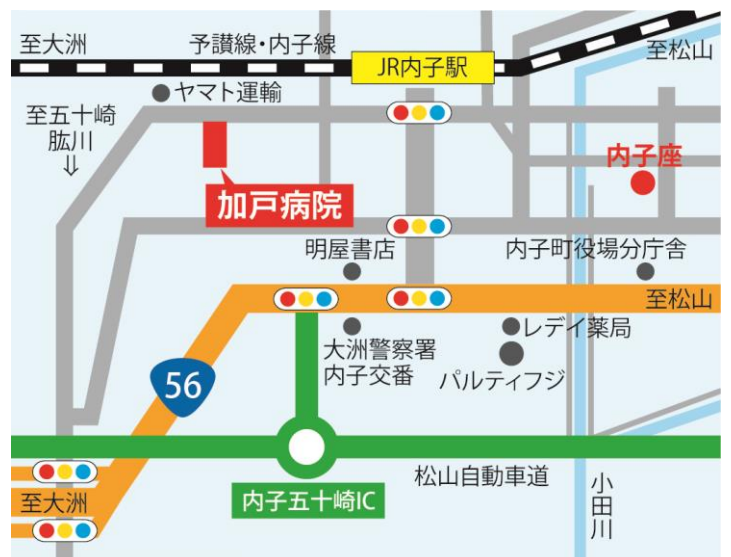 至大洲
予讃線・内子線
JR内子駅
至松山
ヤマト運輸
至五十崎
肱川
⇓
内子座
加戸病院
明屋書店
内子町役場分庁舎
至松山
大洲警察署
内子交番
レデイ薬局
パルティフジ
56
松山自動車道
内子五十崎IC
至大洲
小田川